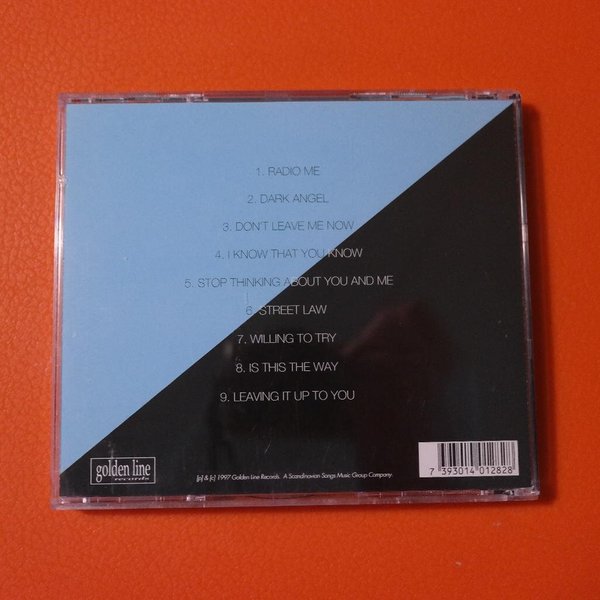 1. RADIO ME
2. DARK ANGEL
3. DON'T LEAVE ME NOW
4. I KNOW THAT YOU KNOW
5. STOP THINKING ABOUT YOU AND ME
6. STREET LAW
7. WILLING TO TRY
8. IS THIS THE WAY
9. LEAVING IT UP TO YOU
golden line
records
[p] & [c] 1997 Golden Line Records. A Scandinavian Songs Music Group Company.
7 393014 012828